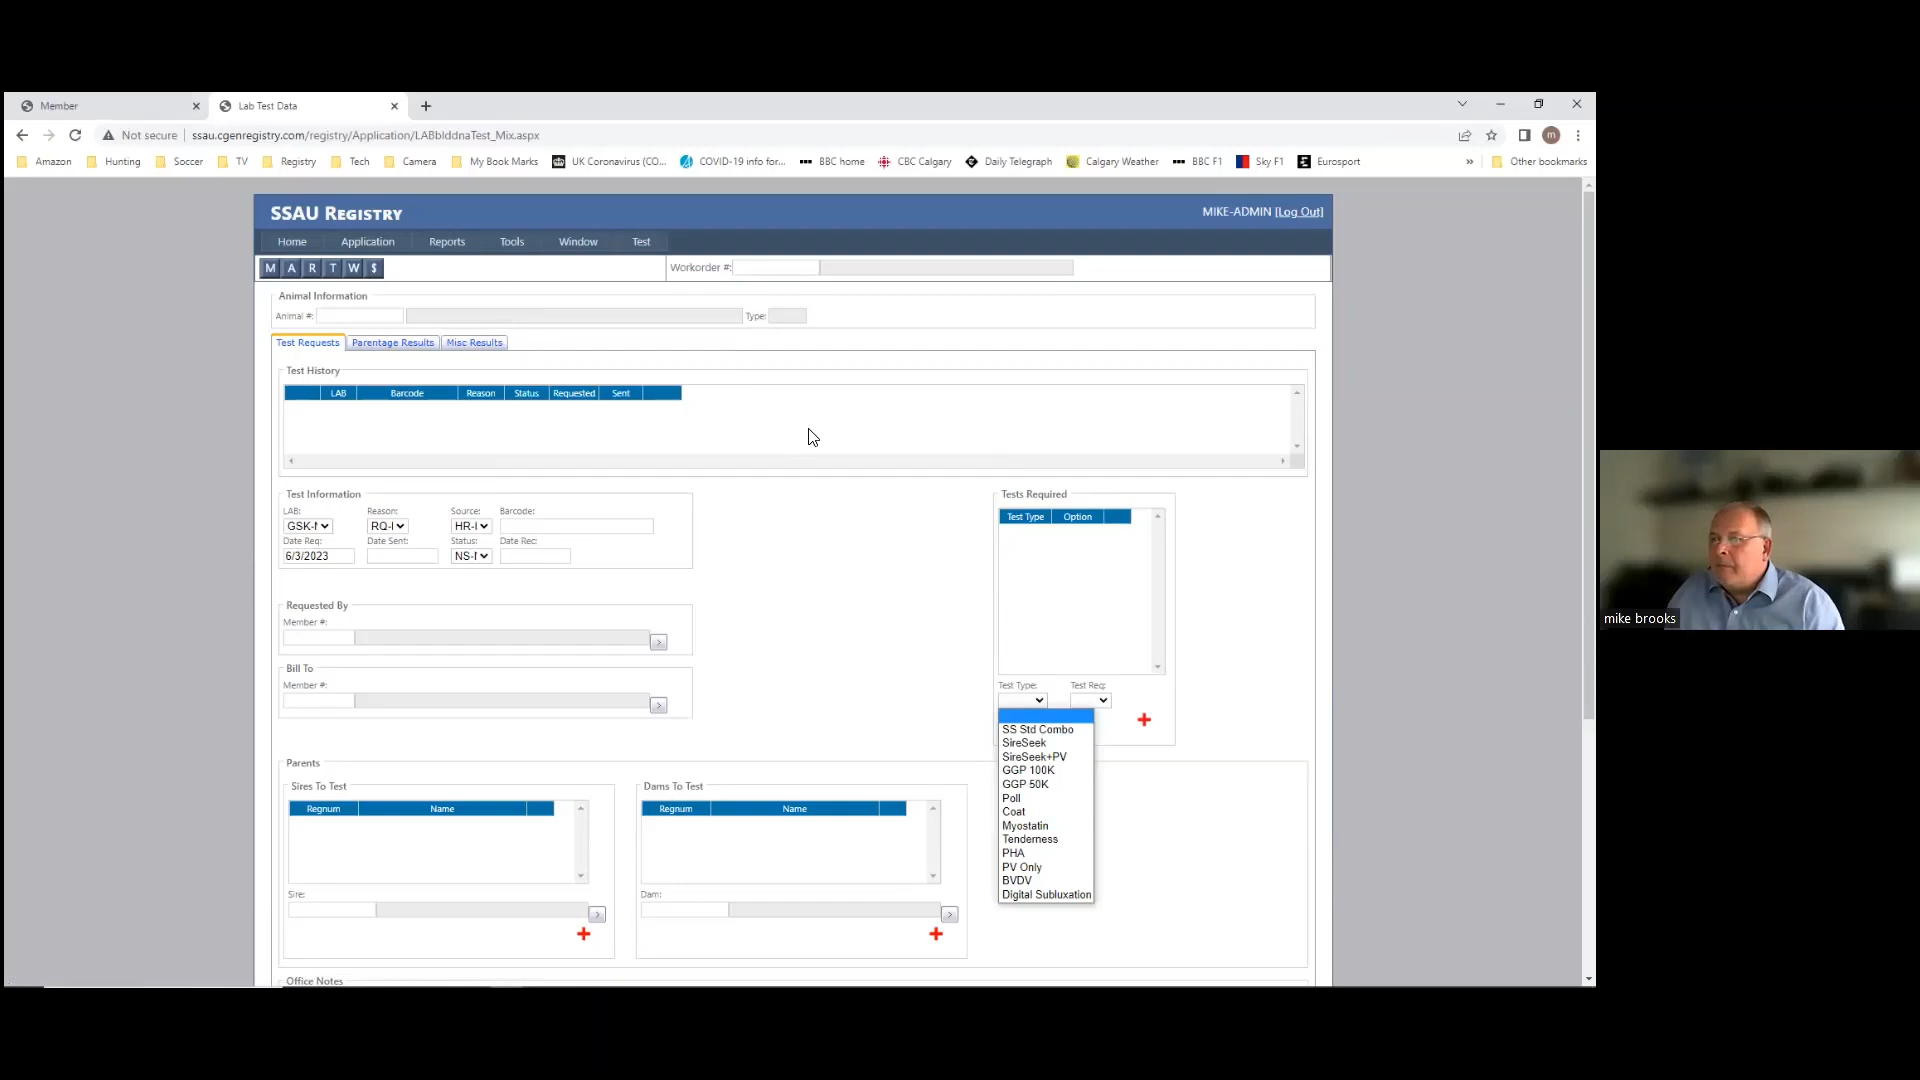 Member
Lab Test Data
Not secure
ssau.cgenregistry.com/registry/Application/LABblddnaTest_Mix.aspx
m
Amazon
Hunting
Soccer
TV
Registry
Tech
Camera
My Book Marks
UK Coronavirus (CO...
COVID-19 info for...
BBC home
CBC Calgary
Daily Telegraph
Calgary Weather
BBC F1
Sky F1
Eurosport
»
Other bookmarks
SSAU REGISTRY
MIKE-ADMIN [Log Out]
Home
Application
Reports
Tools
Window
Test
M A R T W $
Workorder #:
Animal Information
Animal #:
Type:
Test Requests
Parentage Results
Misc Results
Test History
LAB
Barcode
Reason
Status
Requested
Sent
Test Information
LAB:
Reason:
Source:
Barcode:
Date Req:
Date Sent:
Status:
Date Rec:
6/3/2023
Requested By
Member #:
Bill To
Member #:
Tests Required
Test Type
Option
Test Type:
Test Req:
SS Std Combo
SireSeek
SireSeek+PV
GGP 100K
GGP 50K
Poll
Coat
Myostatin
Tenderness
PHA
PV Only
BVDV
Digital Subluxation
Parents
Sires To Test
Regnum
Name
Sire:
Dams To Test
Regnum
Name
Dam:
Office Notes
mike brooks